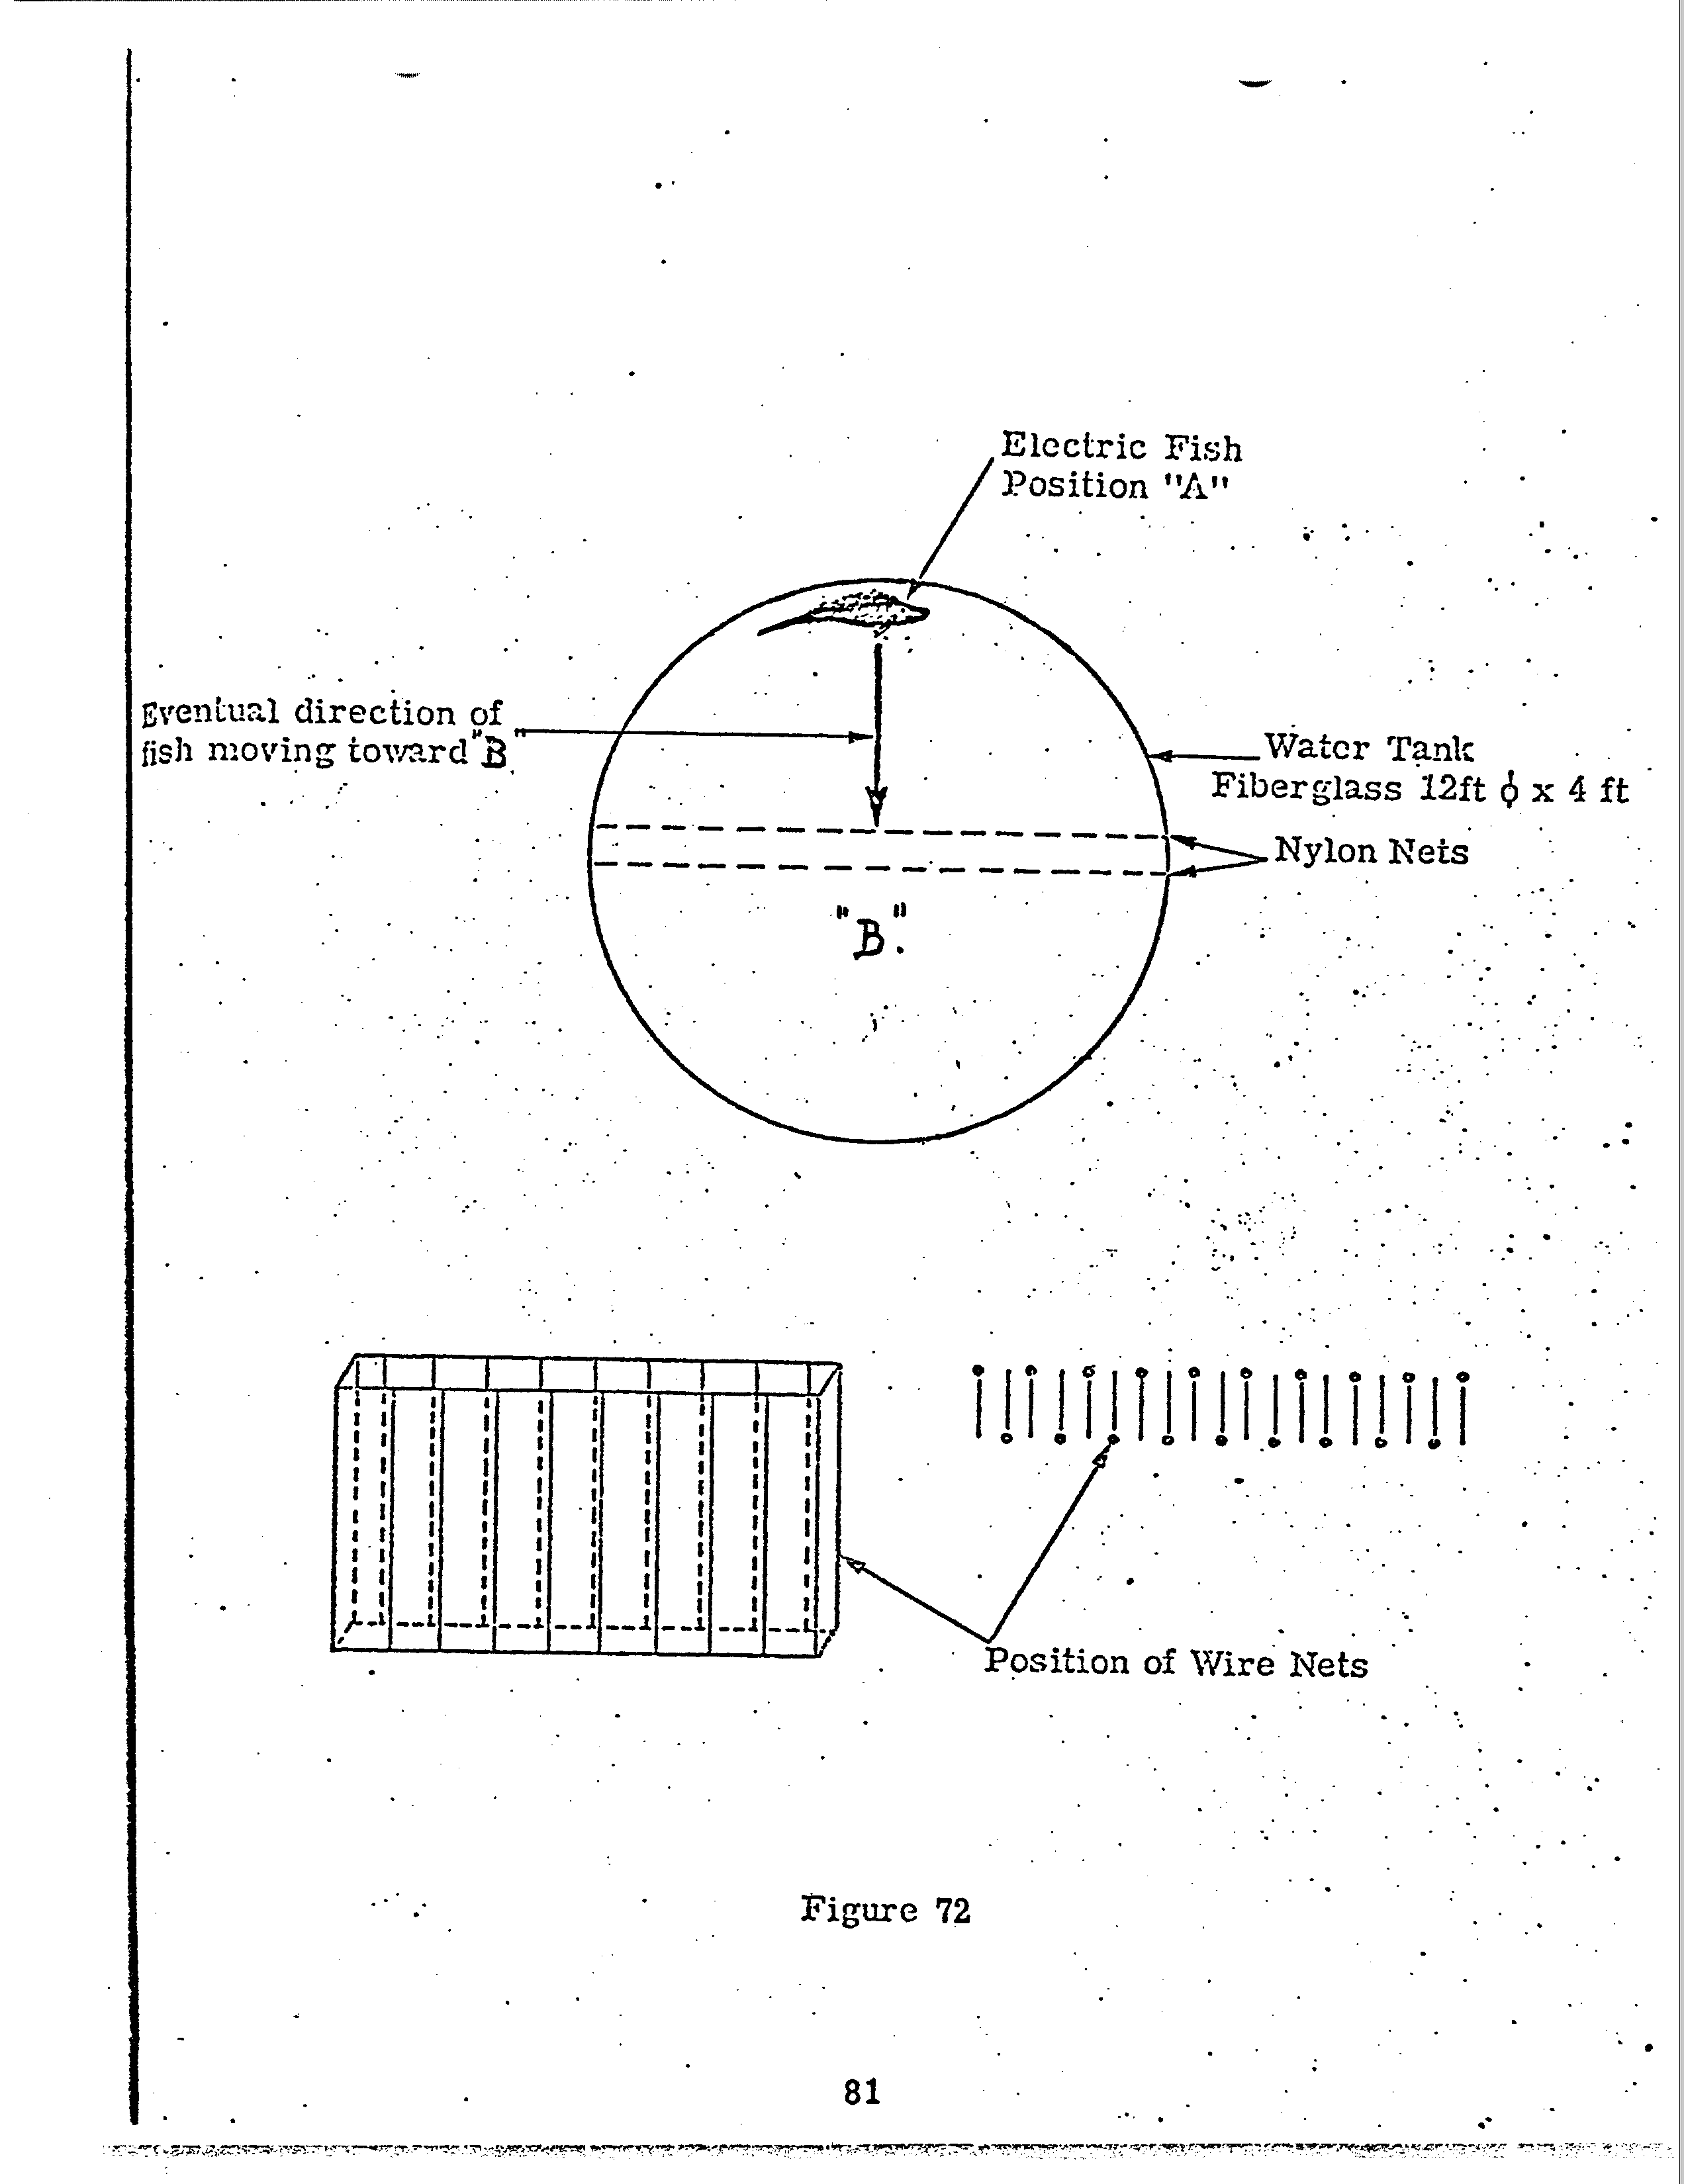 Electric Fish
Position "A"
Eventual direction of
fish moving toward "B"
Water Tank
Fiberglass 12ft ϕ x 4 ft
Nylon Nets
"B."
Position of Wire Nets
Figure 72
81